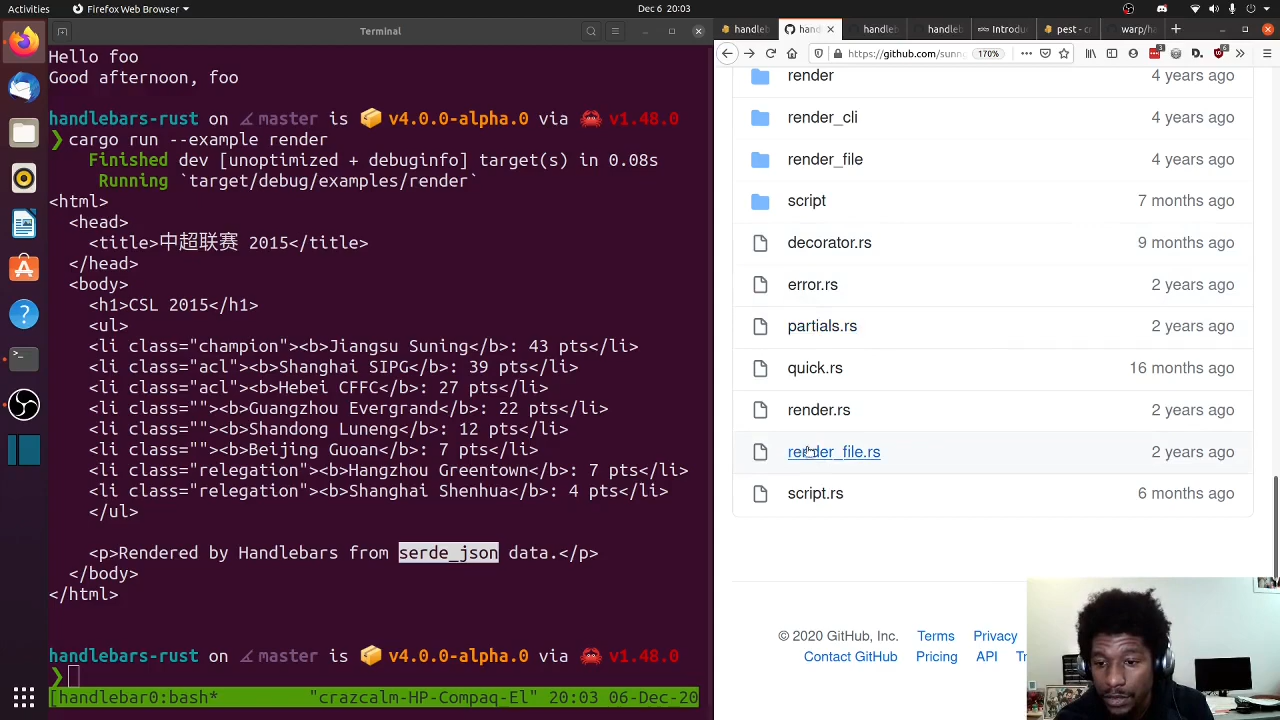 Activities
Firefox Web Browser
Dec 6 20:03
Terminal
Hello foo
Good afternoon, foo
handlebars-rust on master is v4.0.0-alpha.0 via v1.48.0
❯ cargo run --example render
Finished dev [unoptimized + debuginfo] target(s) in 0.08s
Running `target/debug/examples/render`
<html>
<head>
<title>中超联赛 2015</title>
</head>
<body>
<h1>CSL 2015</h1>
<ul>
<li class="champion"><b>Jiangsu Suning</b>: 43 pts</li>
<li class="acl"><b>Shanghai SIPG</b>: 39 pts</li>
<li class="acl"><b>Hebei CFFC</b>: 27 pts</li>
<li class=""><b>Guangzhou Evergrand</b>: 22 pts</li>
<li class=""><b>Shandong Luneng</b>: 12 pts</li>
<li class=""><b>Beijing Guoan</b>: 7 pts</li>
<li class="relegation"><b>Hangzhou Greentown</b>: 7 pts</li>
<li class="relegation"><b>Shanghai Shenhua</b>: 4 pts</li>
</ul>
<p>Rendered by Handlebars from serde_json data.</p>
</body>
</html>
handlebars-rust on master is v4.0.0-alpha.0 via v1.48.0
❯
[handlebar0:bash* "crazcalm-HP-Compaq-El" 20:03 06-Dec-20
handleb
hand
handleb
handleb
Introdu
pest - c
warp/ha
https://github.com/sunn
170%
render 4 years ago
render_cli 4 years ago
render_file 4 years ago
script 7 months ago
decorator.rs 9 months ago
error.rs 2 years ago
partials.rs 2 years ago
quick.rs 16 months ago
render.rs 2 years ago
render_file.rs 2 years ago
script.rs 6 months ago
© 2020 GitHub, Inc. Terms Privacy
Contact GitHub Pricing API